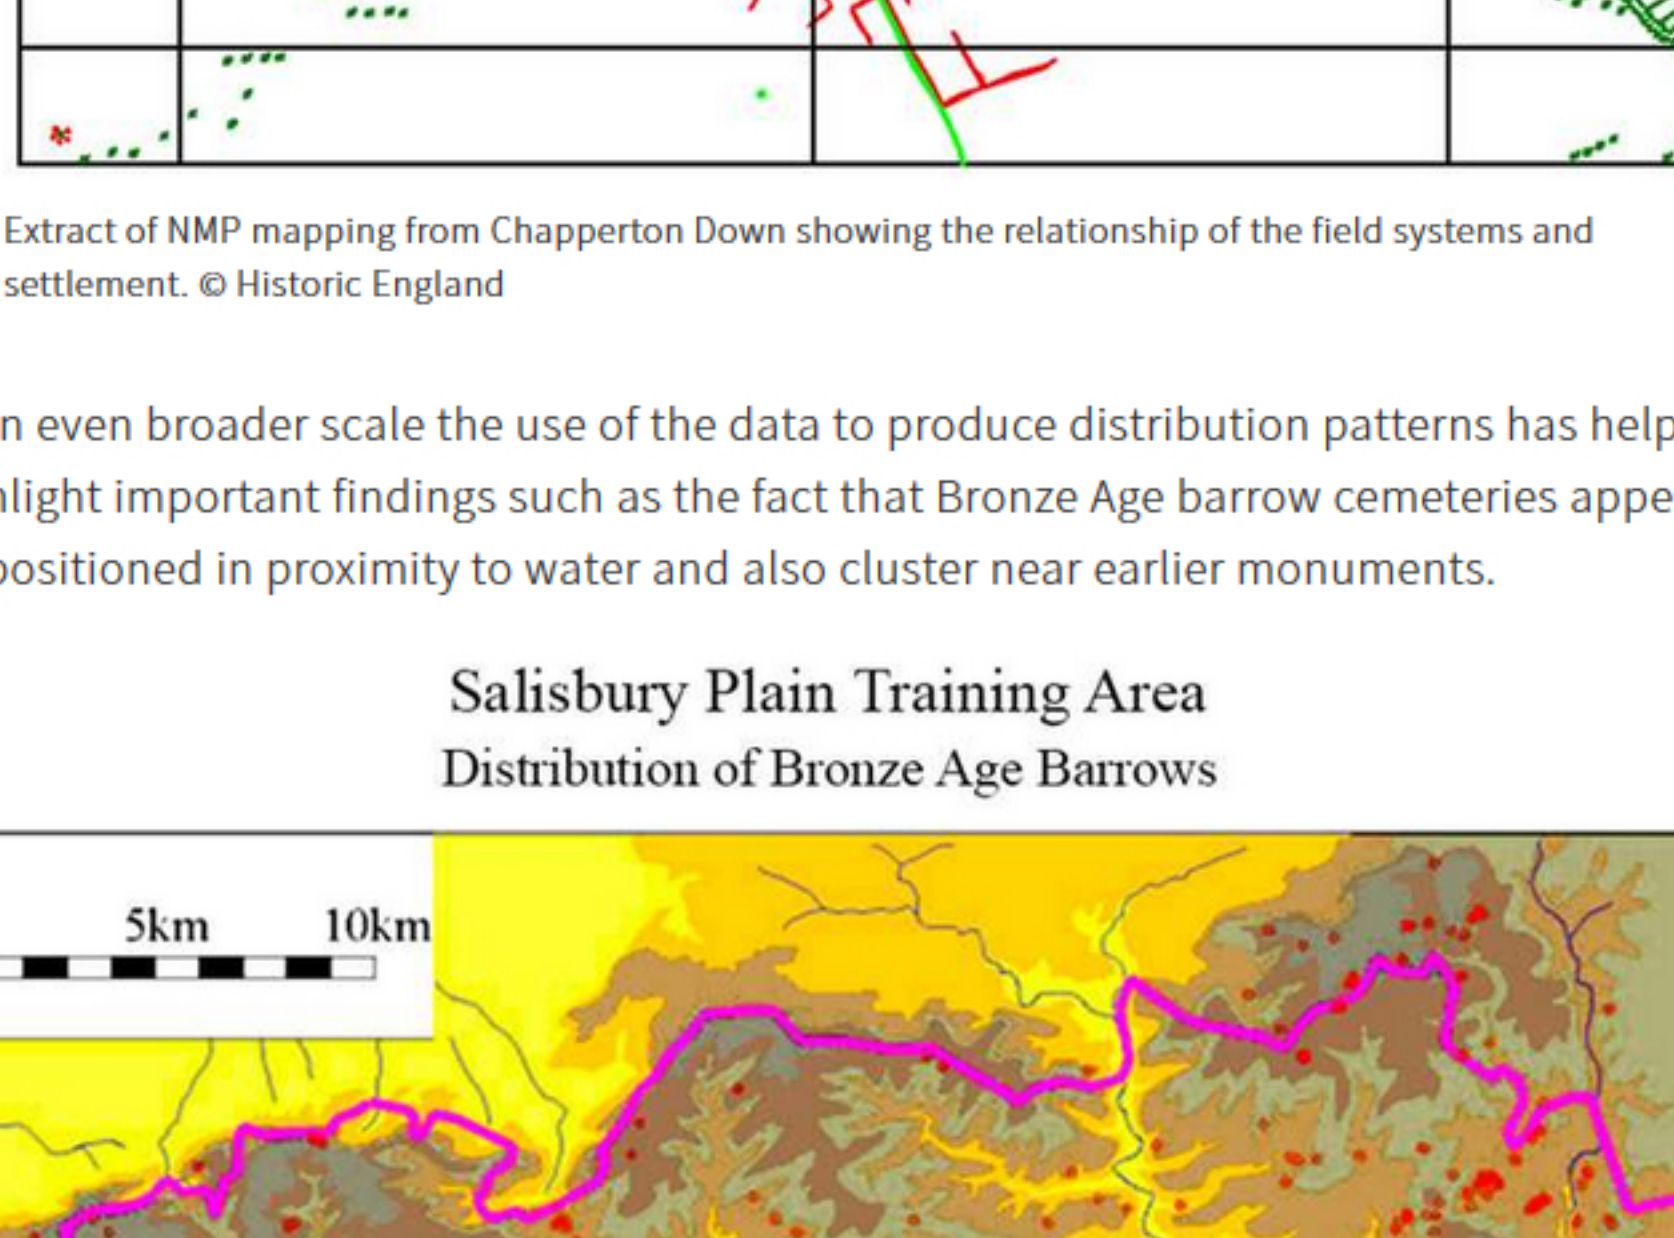 Extract of NMP mapping from Chapperton Down showing the relationship of the field systems and
settlement. © Historic England
n even broader scale the use of the data to produce distribution patterns has help
light important findings such as the fact that Bronze Age barrow cemeteries appe
positioned in proximity to water and also cluster near earlier monuments.
Salisbury Plain Training Area
Distribution of Bronze Age Barrows
5km 10km